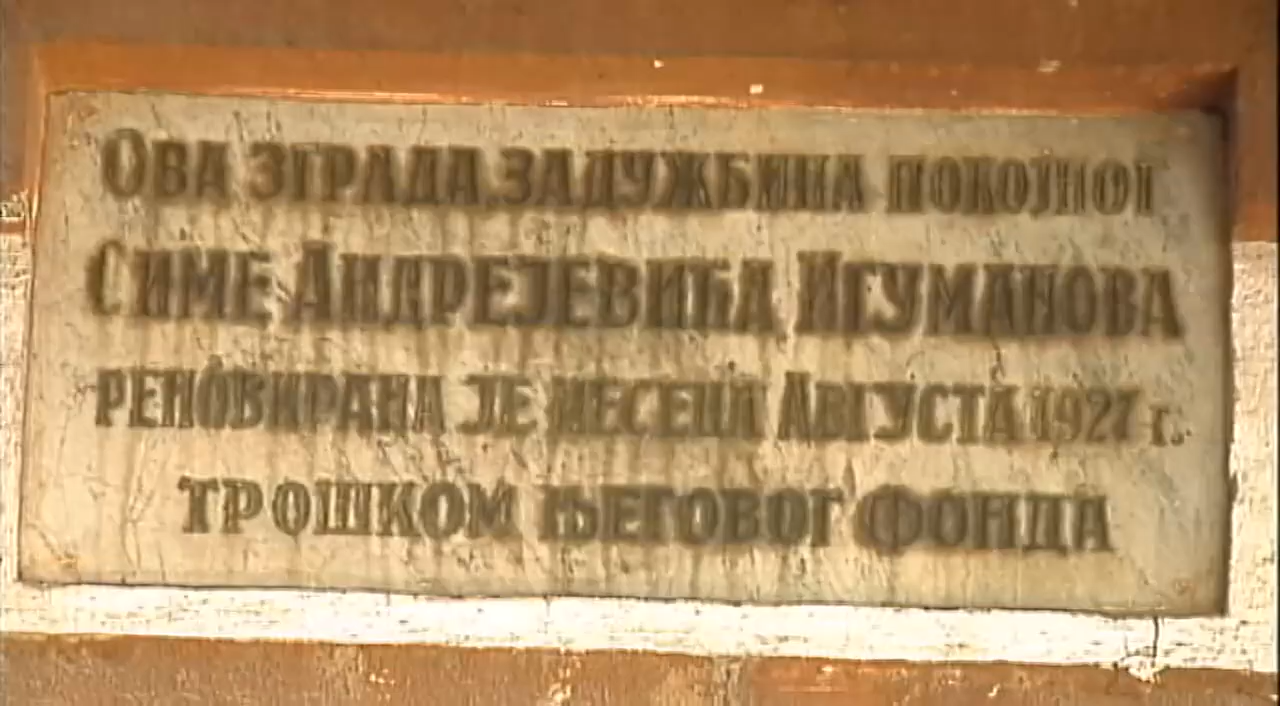 Ова зграда, задужбина покојног
Симе Андрејевића Игуманова
реновирана је месеца Августа 1927 г.
трошком његовог фонда